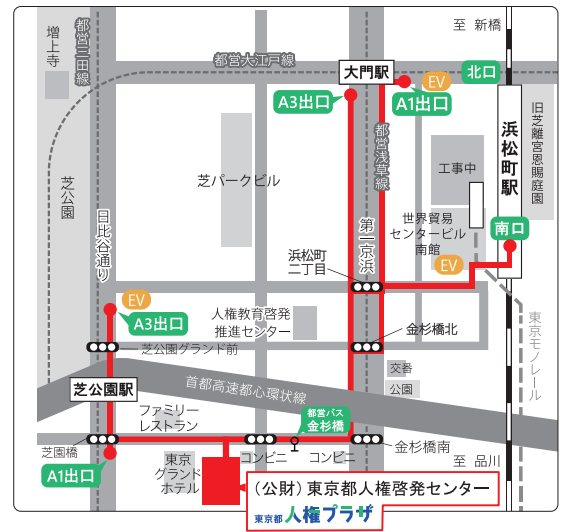 至 新橋
増上寺
都営三田線
都営大江戸線
大門駅
EV
北口
A3出口
A1出口
都営浅草線
浜松町駅
旧芝離宮恩賜庭園
工事中
芝パークビル
芝公園
日比谷通り
第一京浜
世界貿易
センタービル
南館
南口
EV
浜松町
二丁目
EV
A3出口
人権教育啓発
推進センター
金杉橋北
東京モノレール
芝公園グランド前
交番
公園
芝公園駅
首都高速都心環状線
ファミリー
レストラン
都営バス
金杉橋
芝園橋
金杉橋南
コンビニ
コンビニ
至 品川
A1出口
東京
グランド
ホテル
（公財）東京都人権啓発センター
東京都 人権プラザ